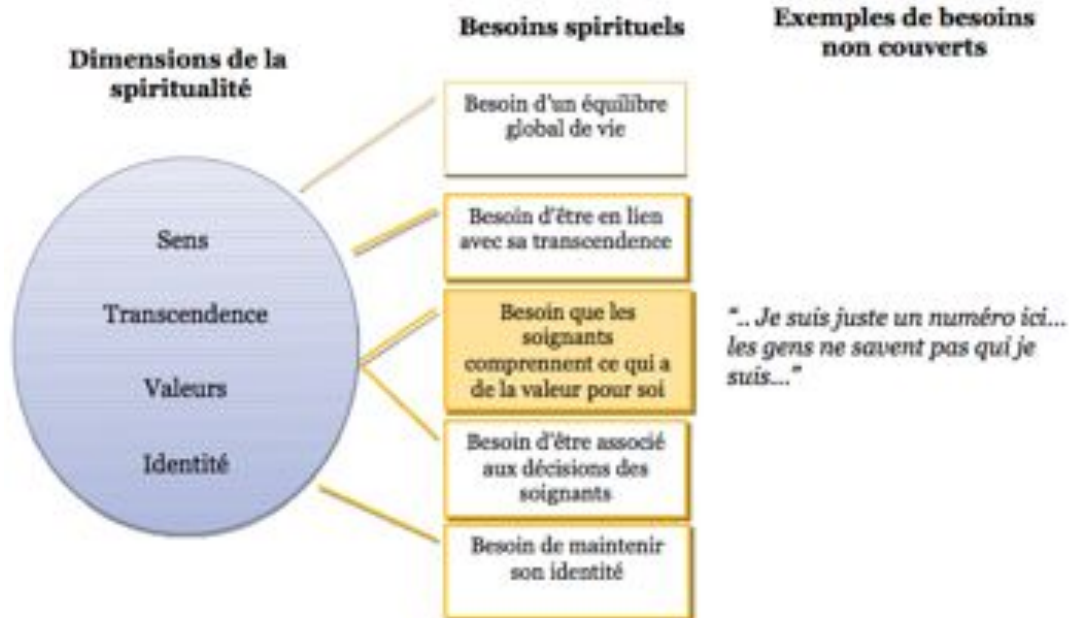 Dimensions de la
spiritualité
Besoins spirituels
Exemples de besoins
non couverts
Sens
Transcendence
Valeurs
Identité
Besoin d'un équilibre
global de vie
Besoin d'être en lien
avec sa transcendence
Besoin que les
soignants
comprennent ce qui a
de la valeur pour soi
Besoin d'être associé
aux décisions des
soignants
Besoin de maintenir
son identité
“.. Je suis juste un numéro ici...
les gens ne savent pas qui je
suis...”